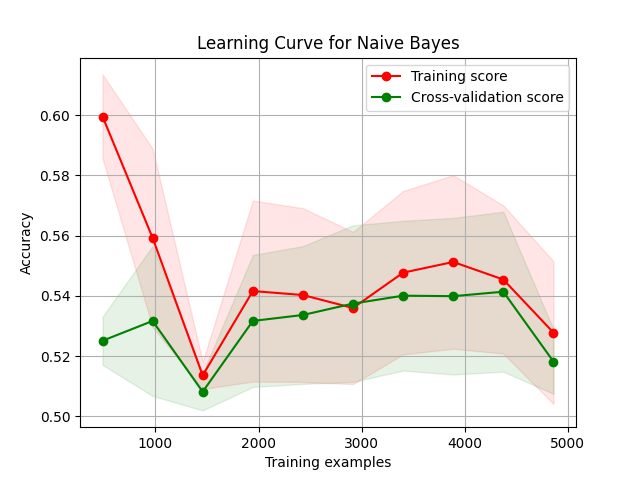 Learning Curve for Naive Bayes
Training score
Cross-validation score
0.60
0.58
0.56
0.54
0.52
0.50
Accuracy
1000 2000 3000 4000 5000
Training examples